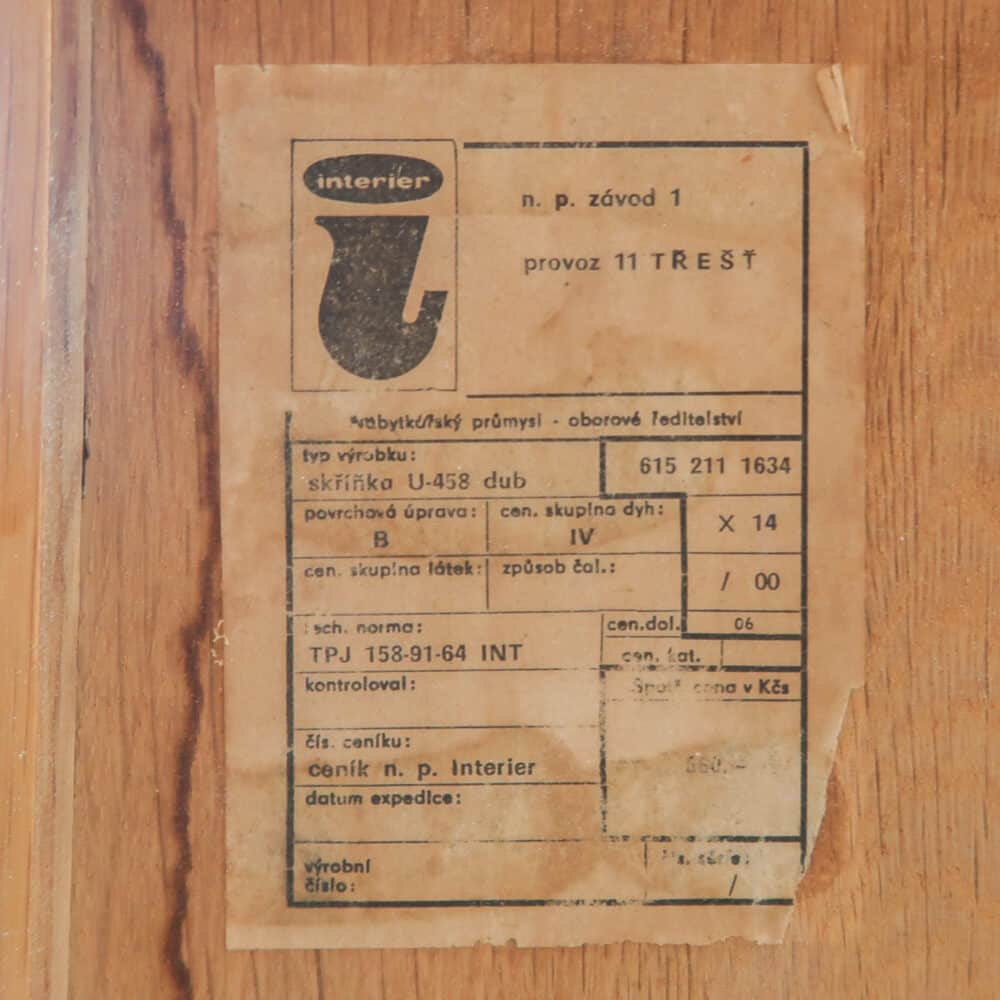 interier
n. p. závod 1
provoz 11 TŘEŠŤ
Nábytkářský průmysl - oborové ředitelství
typ výrobku:
skříňka U-458 dub
615 211 1634
povrchová úprava:
B
cen. skupina dyh:
IV
X 14
cen. skupina látek:
způsob čal.:
/ 00
tech. norma:
TPJ 158-91-64 INT
cen.dol.
06
cen. kat.
kontroloval:
Spotř. cena v Kčs
čís. ceníku:
ceník n. p. Interier
datum expedice:
výrobní
číslo:
čís. série:
/